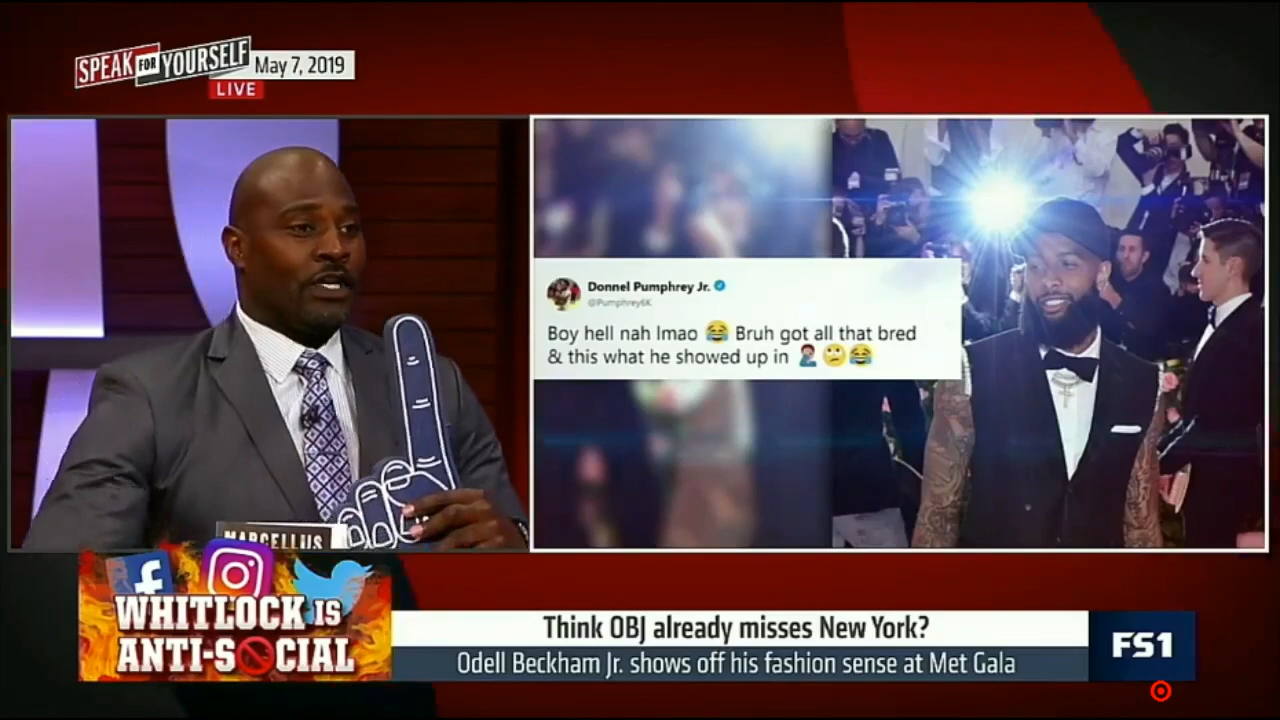 SPEAK FOR YOURSELF
May 7, 2019
LIVE
Donnel Pumphrey Jr.
@Pumphrey6K
Boy hell nah lmao 😂 Bruh got all that bred
& this what he showed up in 🤦🏽‍♂️🙄😂
MARCELLUS
WHITLOCK IS
ANTI-SOCIAL
Think OBJ already misses New York?
Odell Beckham Jr. shows off his fashion sense at Met Gala
FS1